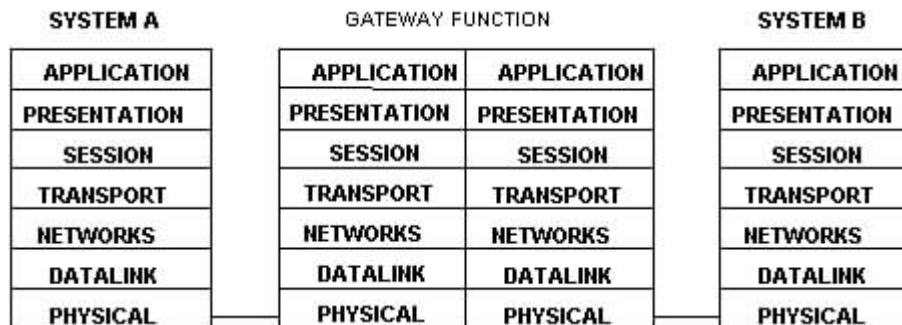 SYSTEM A GATEWAY FUNCTION SYSTEM B
APPLICATION APPLICATION APPLICATION APPLICATION
PRESENTATION PRESENTATION PRESENTATION PRESENTATION
SESSION SESSION SESSION SESSION
TRANSPORT TRANSPORT TRANSPORT TRANSPORT
NETWORKS NETWORKS NETWORKS NETWORKS
DATALINK DATALINK DATALINK DATALINK
PHYSICAL PHYSICAL PHYSICAL PHYSICAL